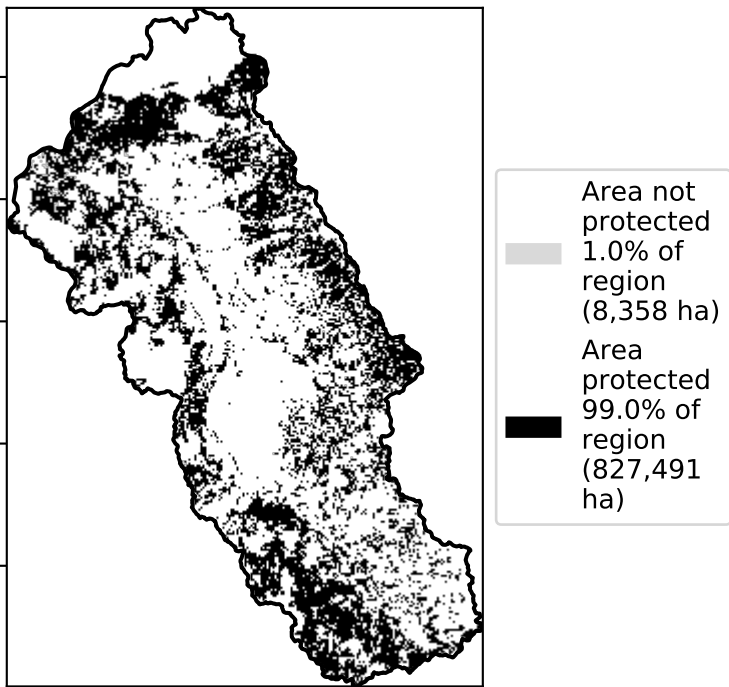 Area not
protected
1.0% of
region
(8,358 ha)
Area
protected
99.0% of
region
(827,491
ha)